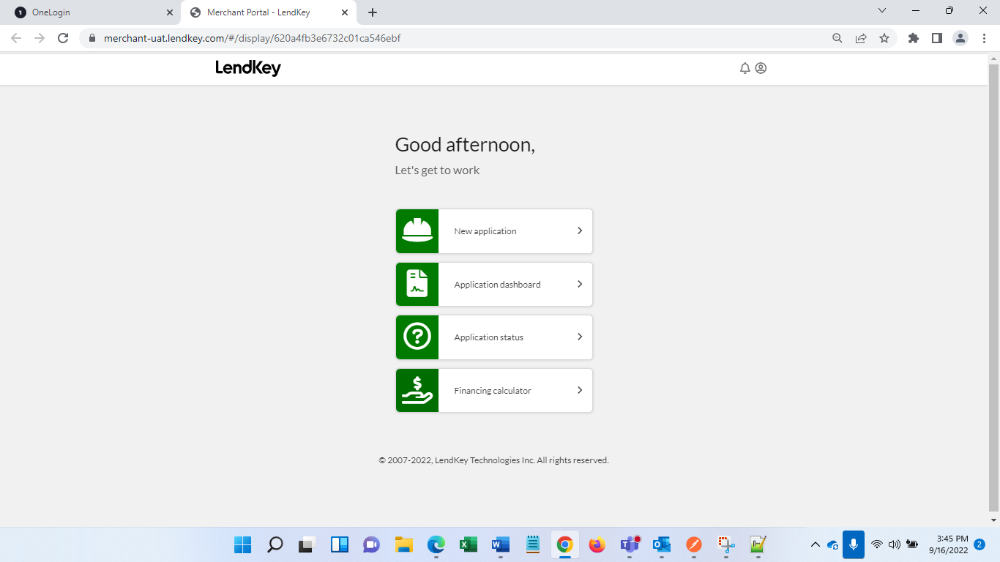 OneLogin
Merchant Portal - LendKey
merchant-uat.lendkey.com/#/display/620a4fb3e6732c01ca546ebf
LendKey
Good afternoon,
Let's get to work
New application
Application dashboard
Application status
Financing calculator
© 2007-2022, LendKey Technologies Inc. All rights reserved.
3:45 PM
9/16/2022
2